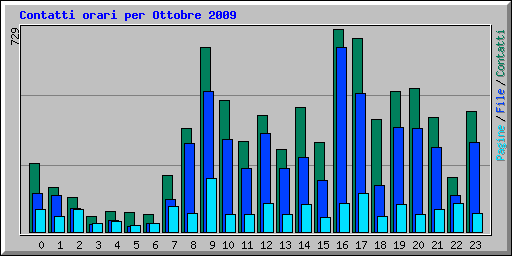 Contatti orari per Ottobre 2009
729
Pagine/File/Contatti
0 1 2 3 4 5 6 7 8 9 10 11 12 13 14 15 16 17 18 19 20 21 22 23